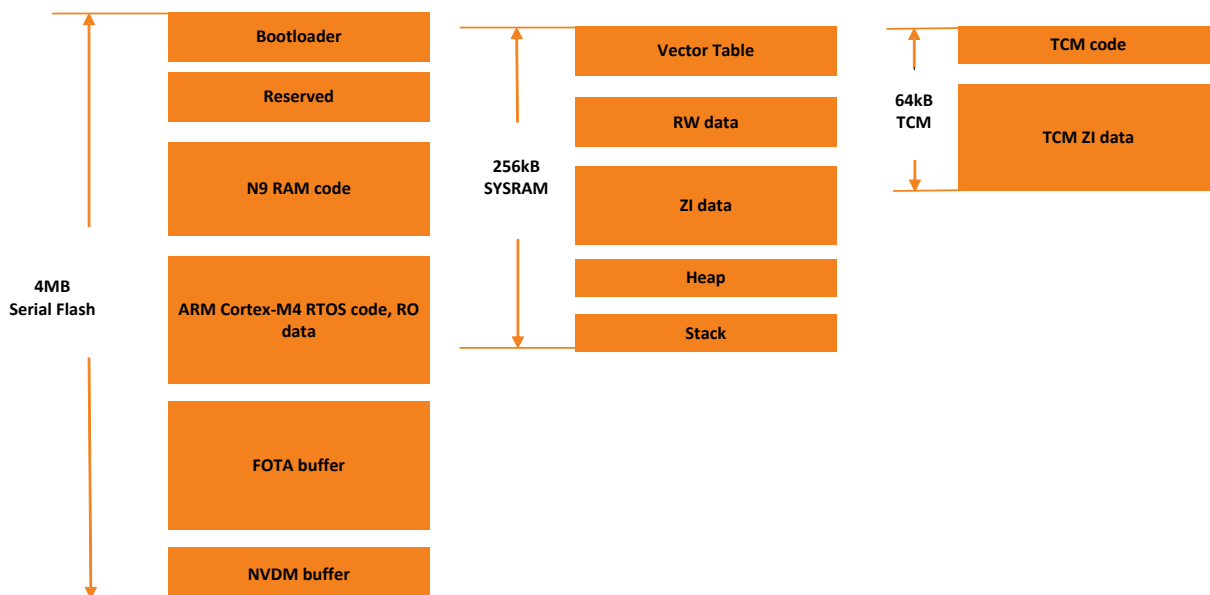 4MB
Serial Flash
Bootloader
Reserved
N9 RAM code
ARM Cortex-M4 RTOS code, RO
data
FOTA buffer
NVDM buffer
256kB
SYSRAM
Vector Table
RW data
ZI data
Heap
Stack
64kB
TCM
TCM code
TCM ZI data